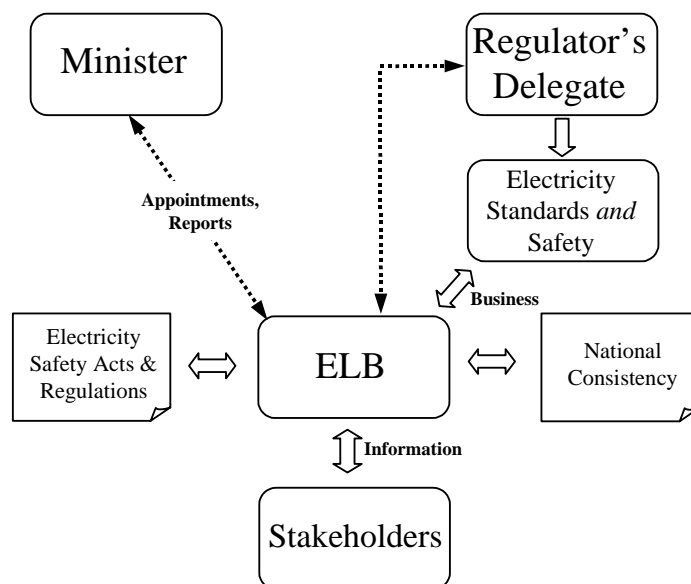 Minister
Regulator’s
Delegate
Electricity
Standards and
Safety
Appointments,
Reports
Business
Electricity
Safety Acts &
Regulations
ELB
National
Consistency
Information
Stakeholders